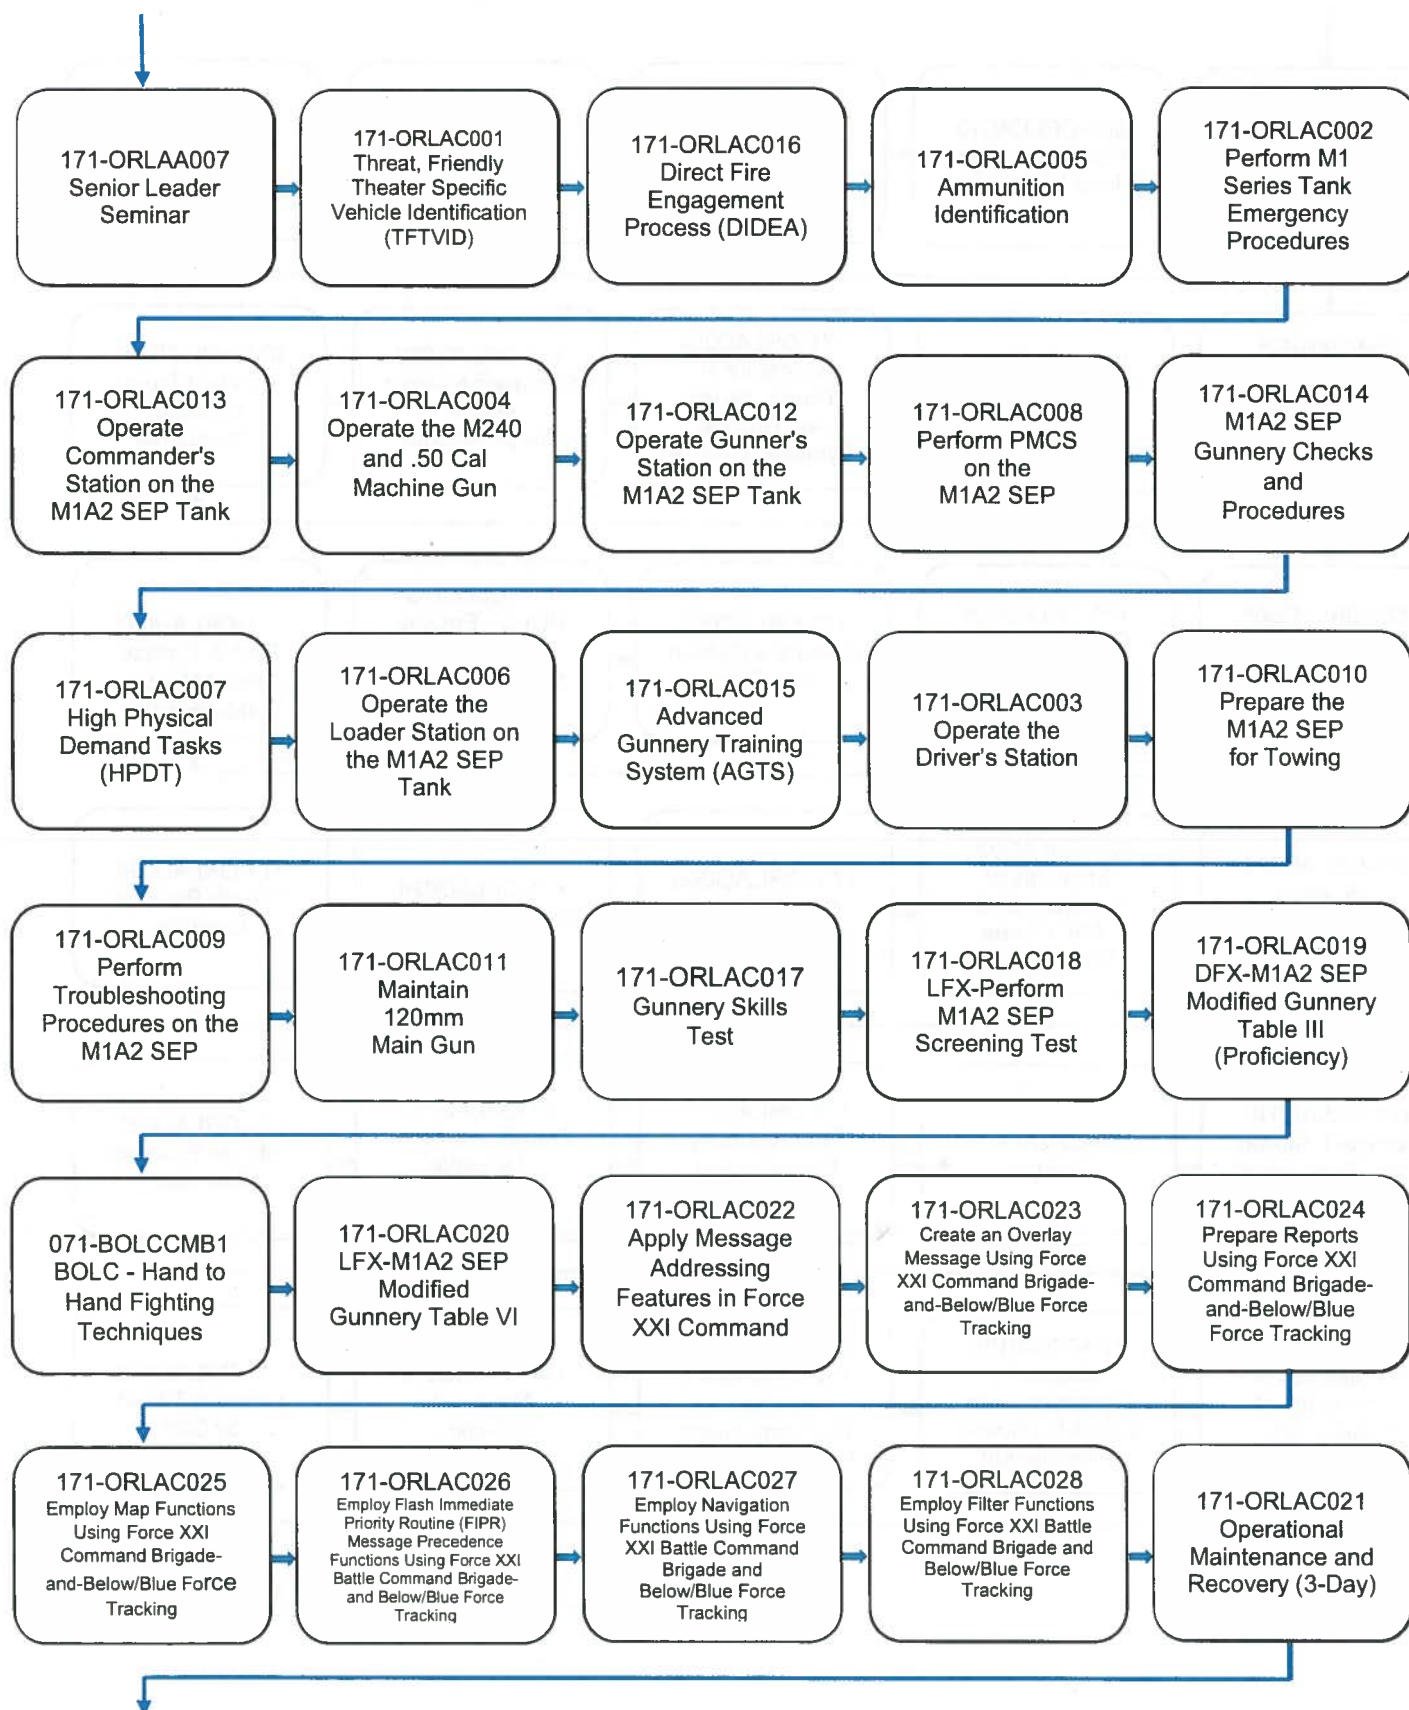 171-ORLAA007
Senior Leader
Seminar
171-ORLAC001
Threat, Friendly
Theater Specific
Vehicle Identification
(TFTVID)
171-ORLAC016
Direct Fire
Engagement
Process (DIDEA)
171-ORLAC005
Ammunition
Identification
171-ORLAC002
Perform M1
Series Tank
Emergency
Procedures
171-ORLAC013
Operate
Commander's
Station on the
M1A2 SEP Tank
171-ORLAC004
Operate the M240
and .50 Cal
Machine Gun
171-ORLAC012
Operate Gunner's
Station on the
M1A2 SEP Tank
171-ORLAC008
Perform PMCS
on the
M1A2 SEP
171-ORLAC014
M1A2 SEP
Gunnery Checks
and
Procedures
171-ORLAC007
High Physical
Demand Tasks
(HPDT)
171-ORLAC006
Operate the
Loader Station on
the M1A2 SEP
Tank
171-ORLAC015
Advanced
Gunnery Training
System (AGTS)
171-ORLAC003
Operate the
Driver's Station
171-ORLAC010
Prepare the
M1A2 SEP
for Towing
171-ORLAC009
Perform
Troubleshooting
Procedures on the
M1A2 SEP
171-ORLAC011
Maintain
120mm
Main Gun
171-ORLAC017
Gunnery Skills
Test
171-ORLAC018
LFX-Perform
M1A2 SEP
Screening Test
171-ORLAC019
DFX-M1A2 SEP
Modified Gunnery
Table III
(Proficiency)
071-BOLCCMB1
BOLC - Hand to
Hand Fighting
Techniques
171-ORLAC020
LFX-M1A2 SEP
Modified
Gunnery Table VI
171-ORLAC022
Apply Message
Addressing
Features in Force
XXI Command
171-ORLAC023
Create an Overlay
Message Using Force
XXI Command Brigade-
and-Below/Blue Force
Tracking
171-ORLAC024
Prepare Reports
Using Force XXI
Command Brigade-
and-Below/Blue
Force Tracking
171-ORLAC025
Employ Map Functions
Using Force XXI
Command Brigade-
and-Below/Blue Force
Tracking
171-ORLAC026
Employ Flash Immediate
Priority Routine (FIPR)
Message Precedence
Functions Using Force XXI
Battle Command Brigade-
and Below/Blue Force
Tracking
171-ORLAC027
Employ Navigation
Functions Using Force
XXI Battle Command
Brigade and
Below/Blue Force
Tracking
171-ORLAC028
Employ Filter Functions
Using Force XXI Battle
Command Brigade and
Below/Blue Force
Tracking
171-ORLAC021
Operational
Maintenance and
Recovery (3-Day)